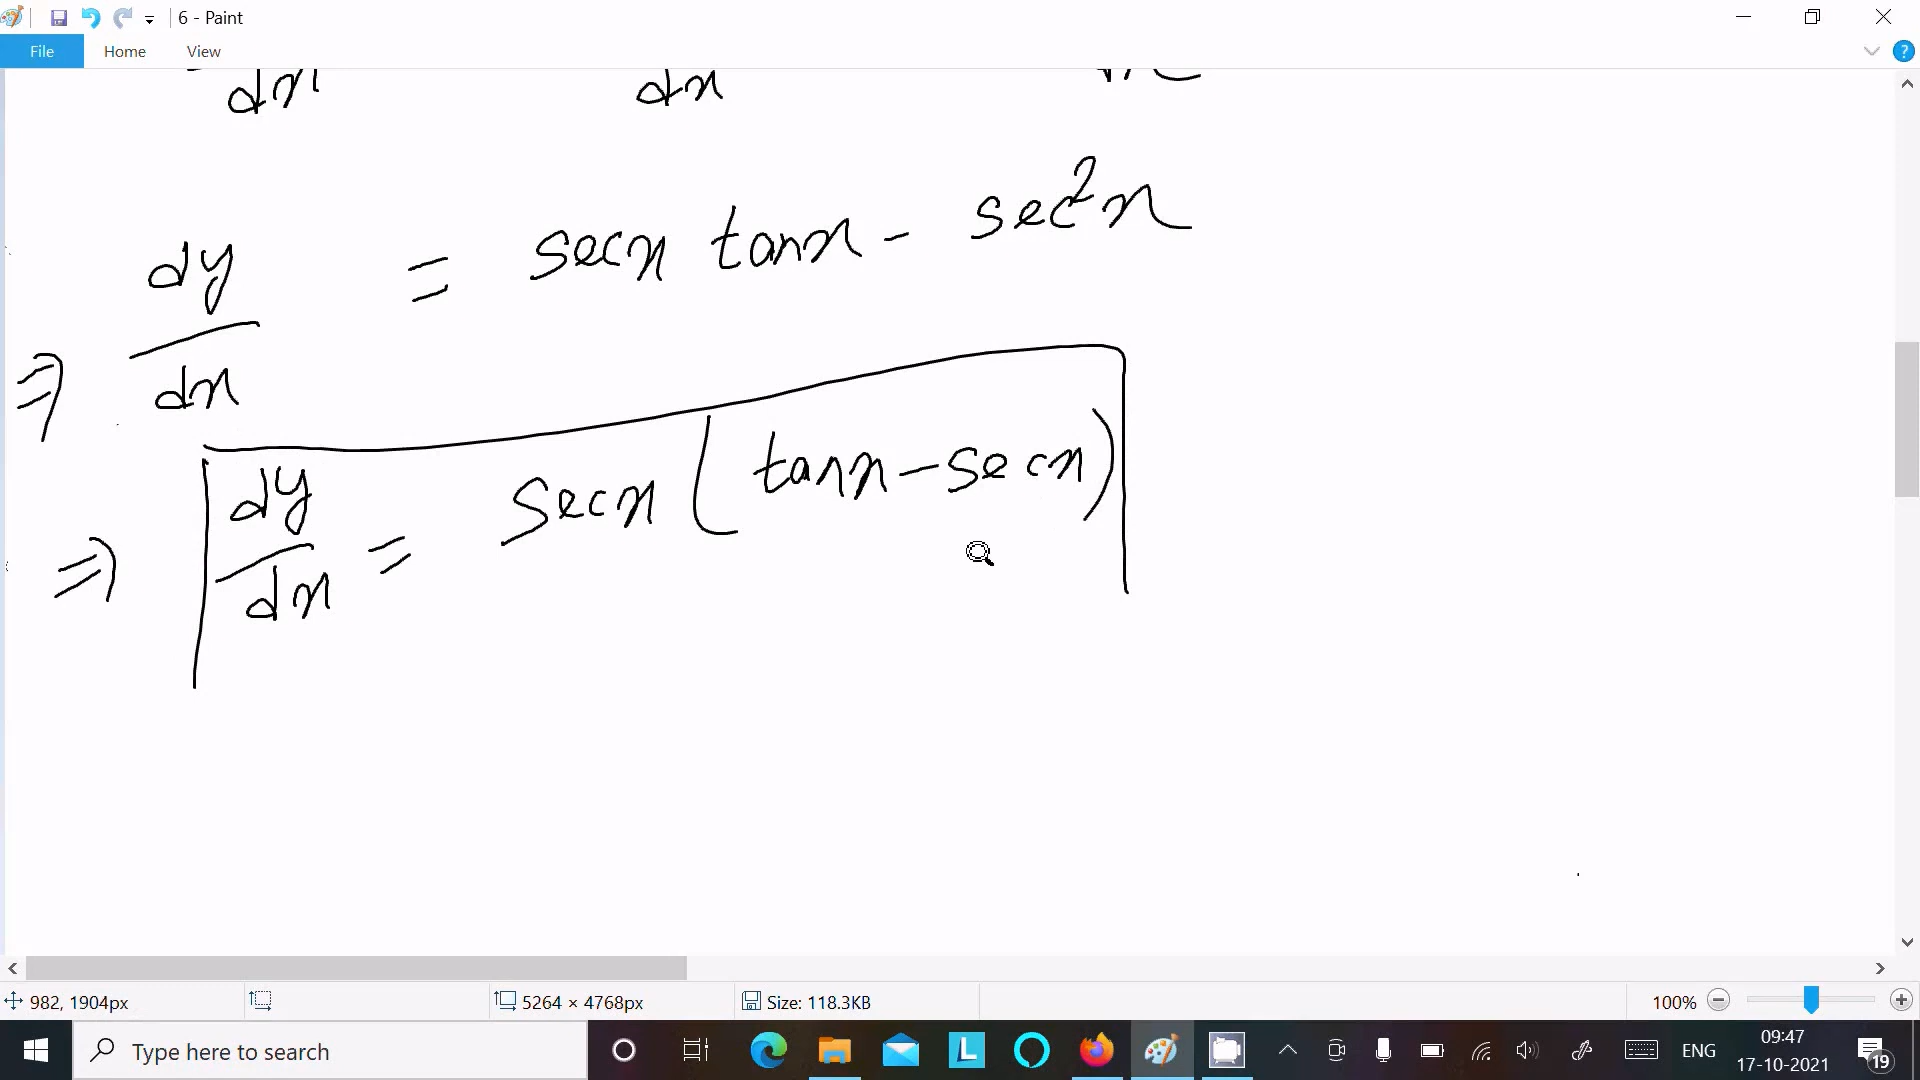 6 - Paint
File Home View
dx dx
dy/dx = secx tanx - sec²x
⇒
⇒ dy/dx = secx (tanx - secx)
982, 1904px 5264 × 4768px Size: 118.3KB 100%
Type here to search L ENG 09:47 17-10-2021 19